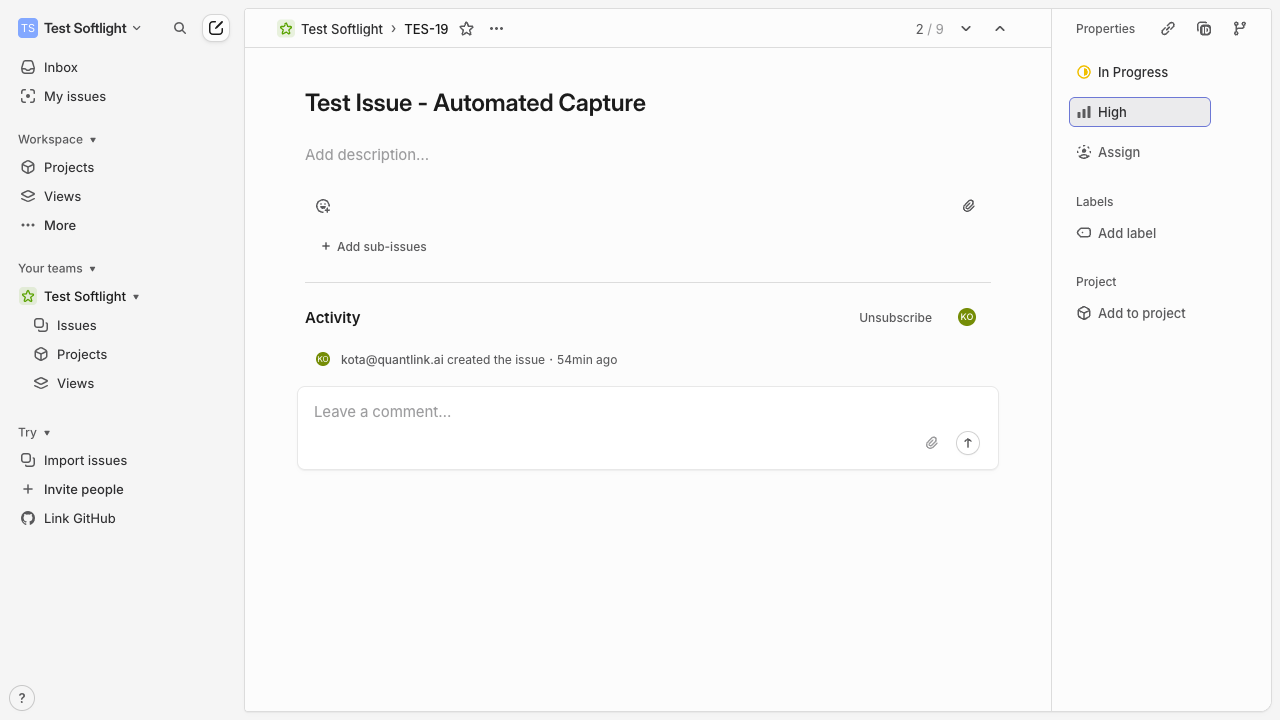 TS Test Softlight
Inbox
My issues
Workspace
Projects
Views
More
Your teams
Test Softlight
Issues
Projects
Views
Try
Import issues
Invite people
Link GitHub
?
Test Softlight › TES-19
2 / 9
Test Issue - Automated Capture
Add description...
+ Add sub-issues
Activity
Unsubscribe KO
KO kota@quantlink.ai created the issue · 54min ago
Leave a comment...
Properties
In Progress
High
Assign
Labels
Add label
Project
Add to project